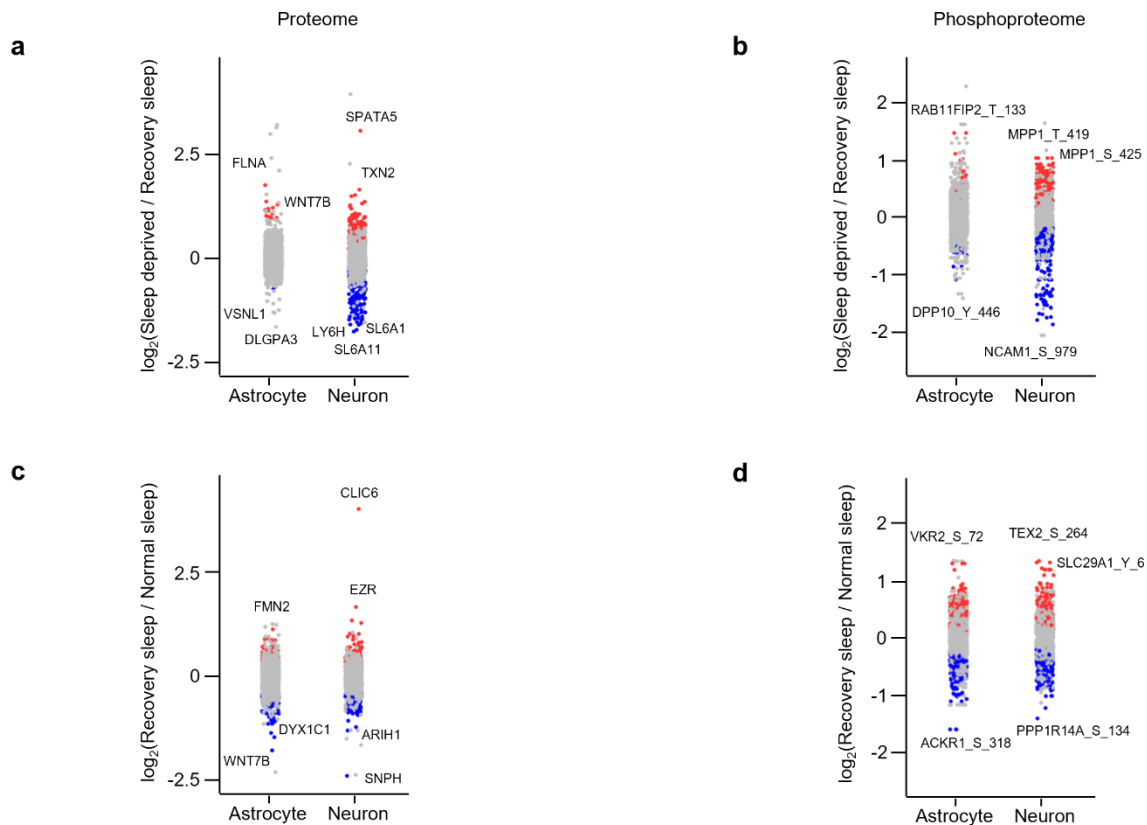 Proteome
Phosphoproteome
a
log2(Sleep deprived / Recovery sleep)
2.5
0
-2.5
SPATA5
FLNA
TXN2
WNT7B
VSNL1
DLGPA3
LY6H
SL6A1
SL6A11
Astrocyte
Neuron
b
log2(Sleep deprived / Recovery sleep)
2
1
0
-1
-2
RAB11FIP2_T_133
MPP1_T_419
MPP1_S_425
DPP10_Y_446
NCAM1_S_979
Astrocyte
Neuron
c
log2(Recovery sleep / Normal sleep)
2.5
0
-2.5
CLIC6
EZR
FMN2
DYX1C1
ARIH1
WNT7B
SNPH
Astrocyte
Neuron
d
log2(Recovery sleep / Normal sleep)
2
1
0
-1
-2
VKR2_S_72
TEX2_S_264
SLC29A1_Y_6
ACKR1_S_318
PPP1R14A_S_134
Astrocyte
Neuron